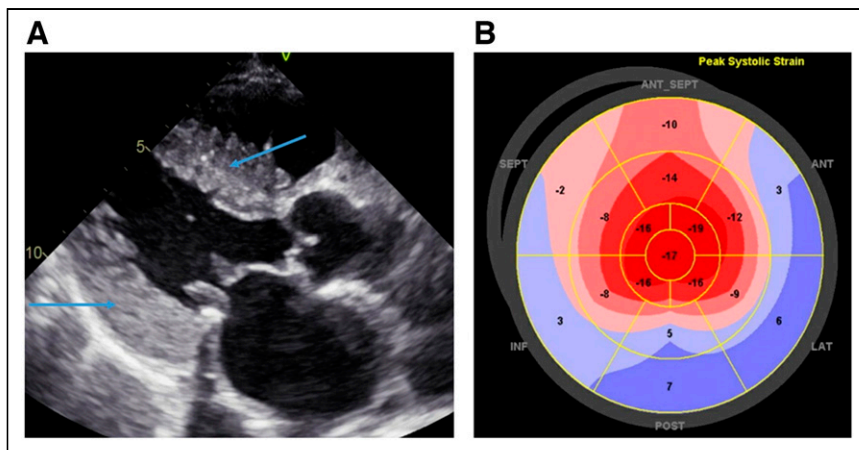 A
B
V
5
10
Peak Systolic Strain
ANT_SEPT
-10
SEPT
ANT
-2
-14
3
-8
-12
-16
-19
-17
-16
-16
-8
-9
3
5
6
INF
LAT
7
POST